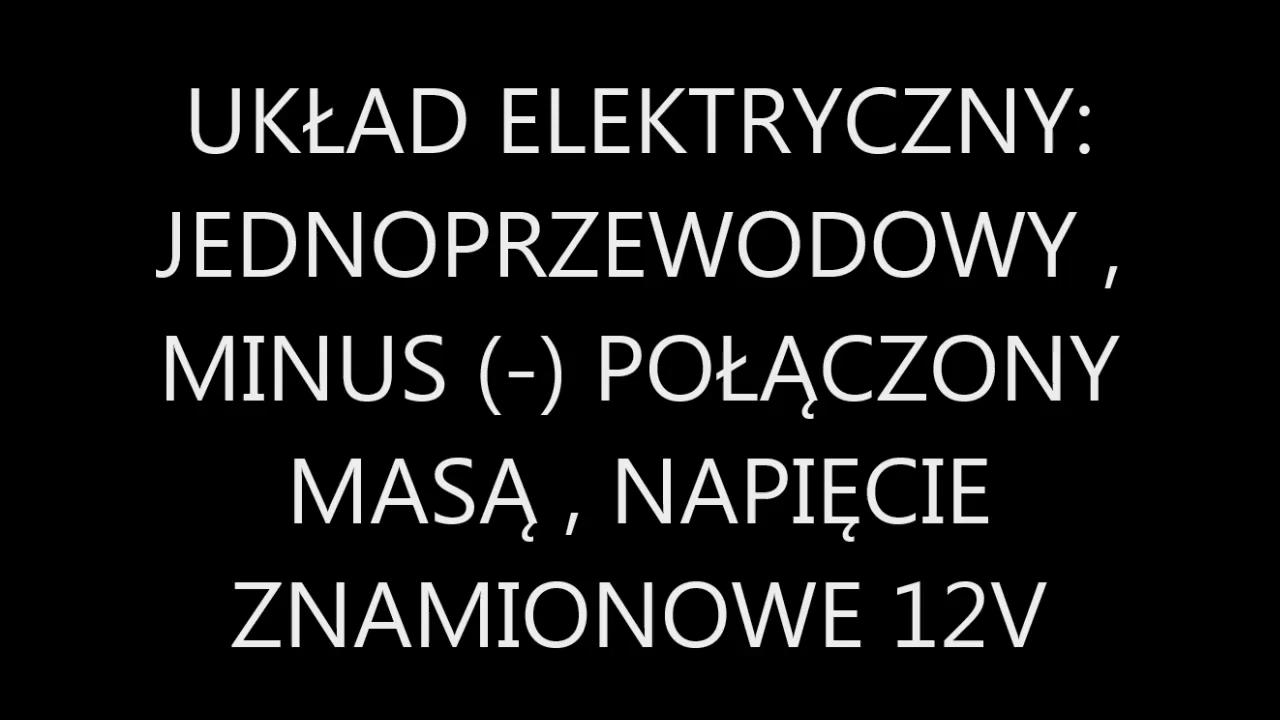 UKŁAD ELEKTRYCZNY:
JEDNOPRZEWODOWY ,
MINUS (-) POŁĄCZONY
MASĄ , NAPIĘCIE
ZNAMIONOWE 12V